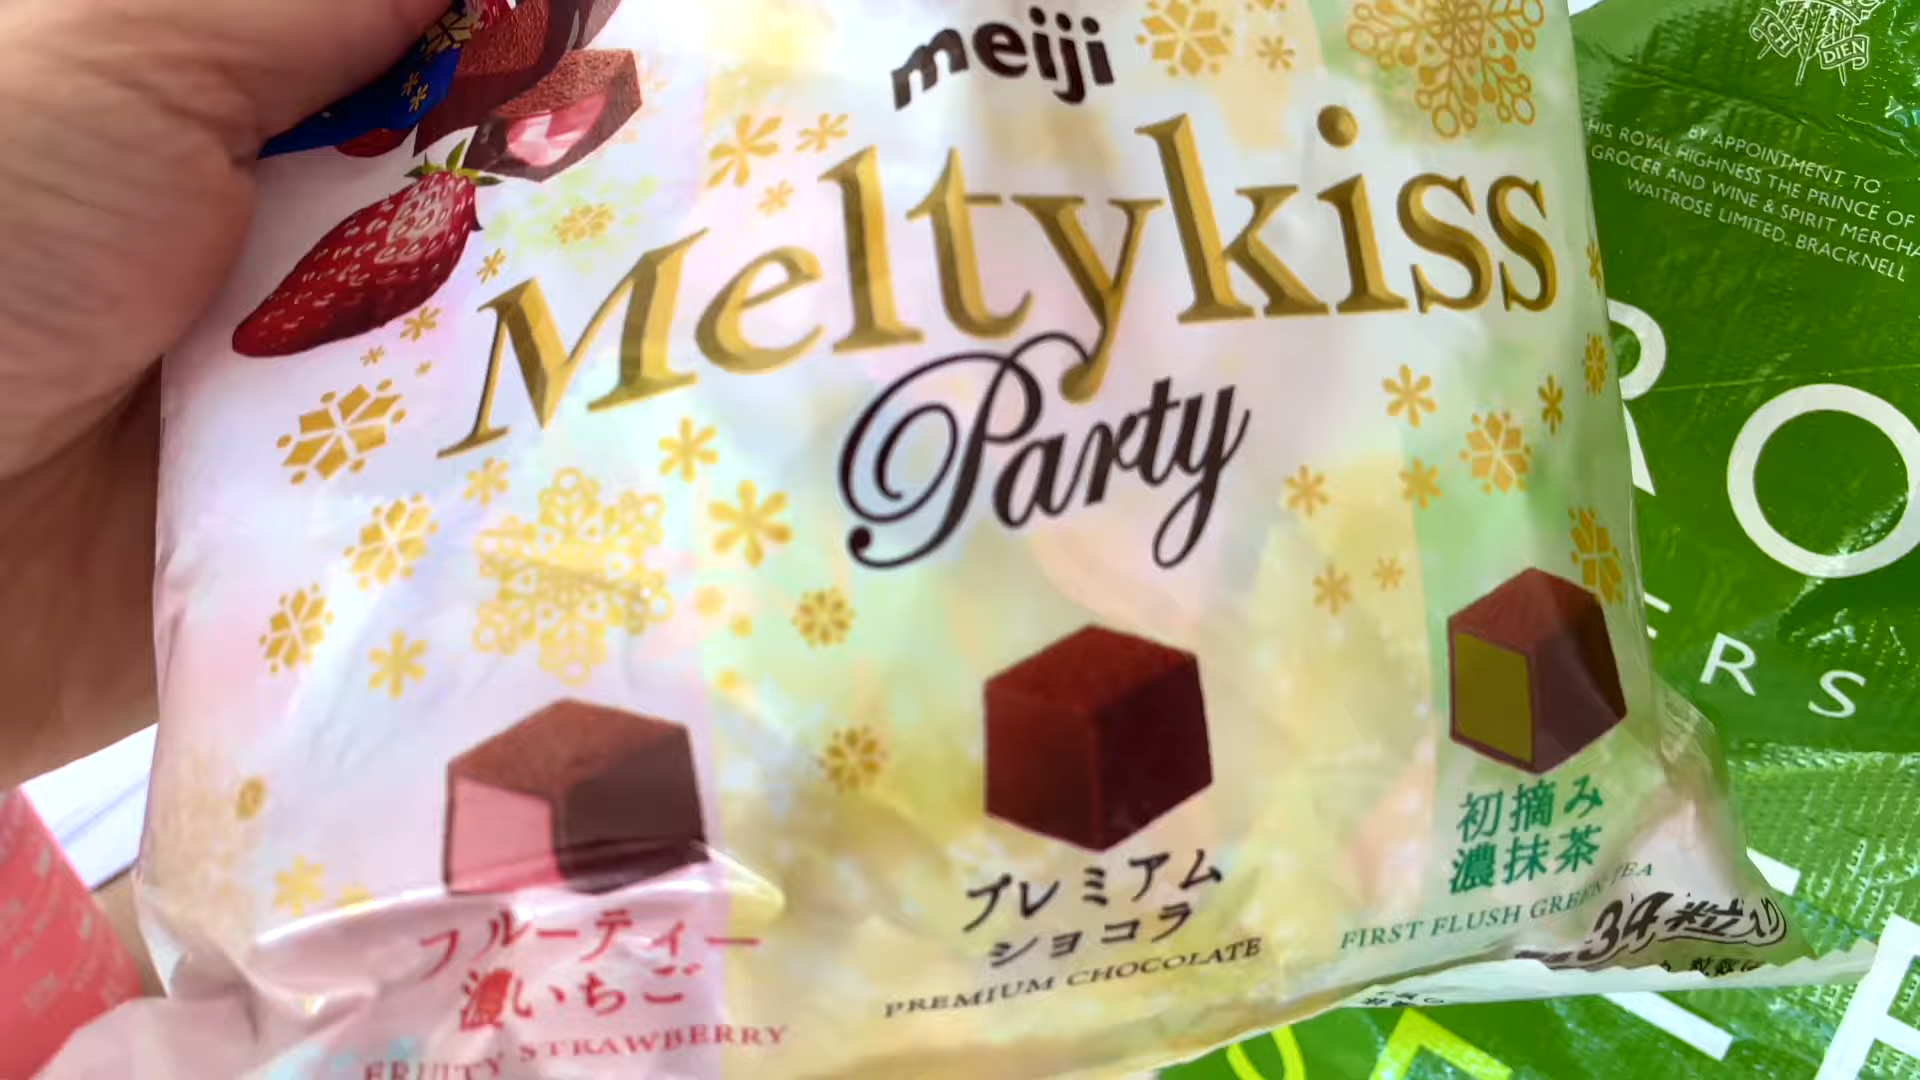 meiji
Meltykiss
Party
フルーティー
濃いちご
FRUITY STRAWBERRY
プレミアム
ショコラ
PREMIUM CHOCOLATE
初摘み
濃抹茶
FIRST FLUSH GREEN TEA
34粒入り
DIEN
BY APPOINTMENT TO
HIS ROYAL HIGHNESS THE PRINCE OF
GROCER AND WINE & SPIRIT MERCHA
WAITROSE LIMITED, BRACKNELL
RO
ERS